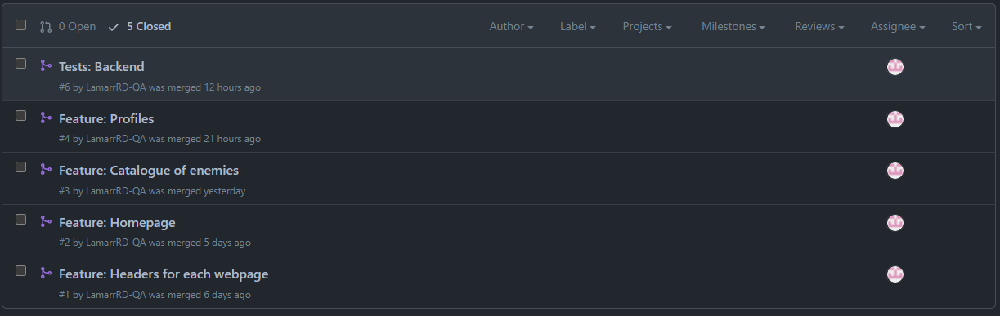 0 Open 5 Closed Author Label Projects Milestones Reviews Assignee Sort
Tests: Backend
#6 by LamarrRD-QA was merged 12 hours ago
Feature: Profiles
#4 by LamarrRD-QA was merged 21 hours ago
Feature: Catalogue of enemies
#3 by LamarrRD-QA was merged yesterday
Feature: Homepage
#2 by LamarrRD-QA was merged 5 days ago
Feature: Headers for each webpage
#1 by LamarrRD-QA was merged 6 days ago